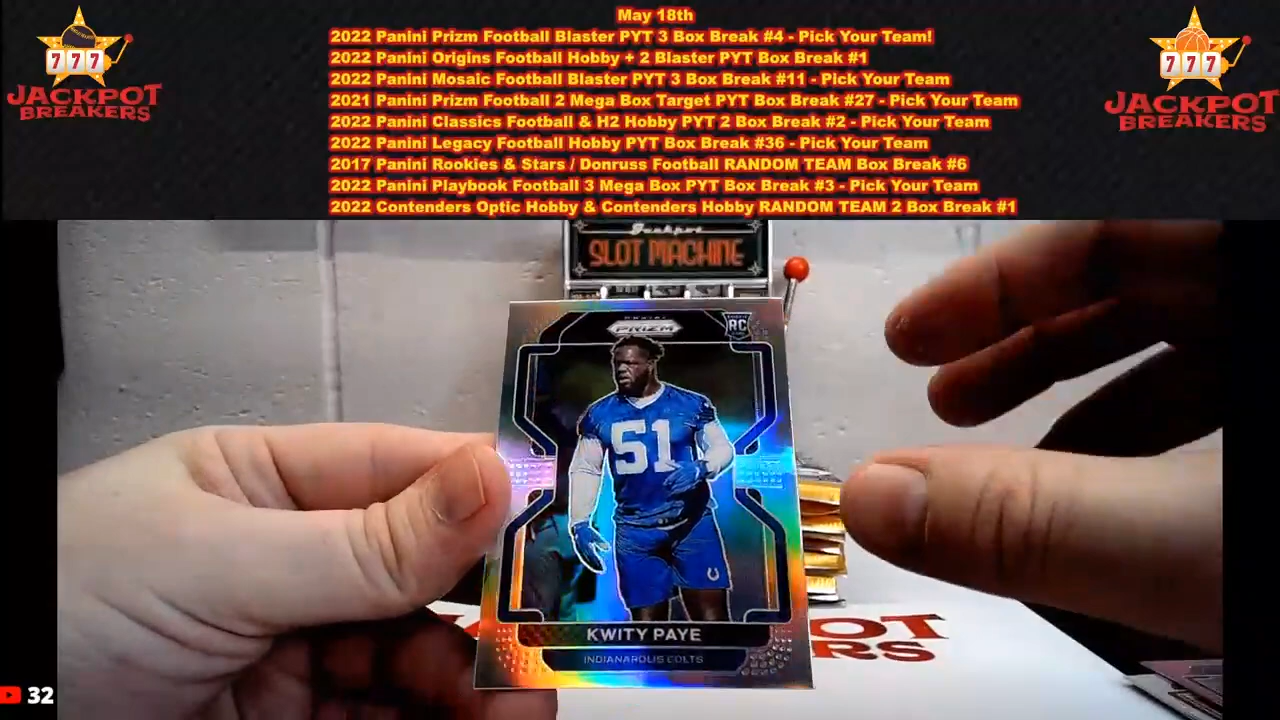 May 18th
2022 Panini Prizm Football Blaster PYT 3 Box Break #4 - Pick Your Team!
2022 Panini Origins Football Hobby + 2 Blaster PYT Box Break #1
2022 Panini Mosaic Football Blaster PYT 3 Box Break #11 - Pick Your Team
2021 Panini Prizm Football 2 Mega Box Target PYT Box Break #27 - Pick Your Team
2022 Panini Classics Football & H2 Hobby PYT 2 Box Break #2 - Pick Your Team
2022 Panini Legacy Football Hobby PYT Box Break #36 - Pick Your Team
2017 Panini Rookies & Stars / Donruss Football RANDOM TEAM Box Break #6
2022 Panini Playbook Football 3 Mega Box PYT Box Break #3 - Pick Your Team
2022 Contenders Optic Hobby & Contenders Hobby RANDOM TEAM 2 Box Break #1
777
JACKPOT
BREAKERS
777
JACKPOT
BREAKERS
Jackpot
SLOT MACHINE
PANINI
PRIZM
RC
51
KWITY PAYE
INDIANAPOLIS COLTS
OT
RS
32